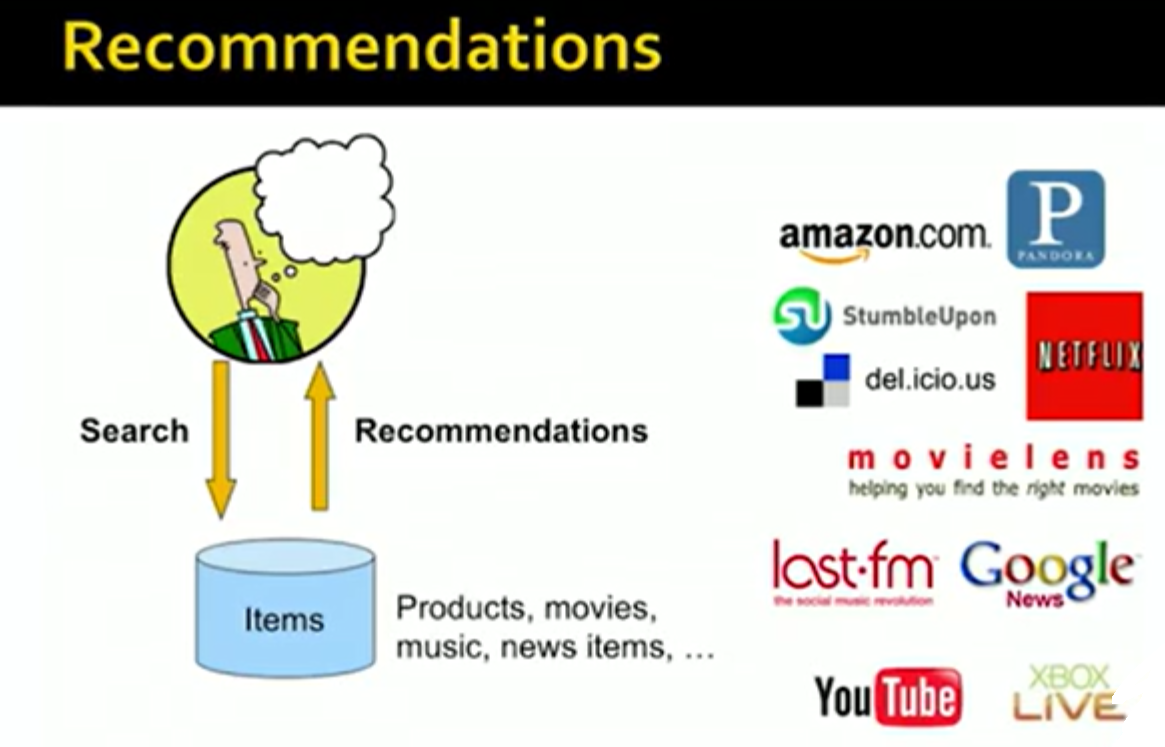 Recommendations
Search
Recommendations
Items
Products, movies,
music, news items, ...
amazon.com.
P
PANDORA
StumbleUpon
NETFLIX
del.icio.us
movielens
helping you find the right movies
last.fm
the social music revolution
Google
News
YouTube
XBOX
LIVE